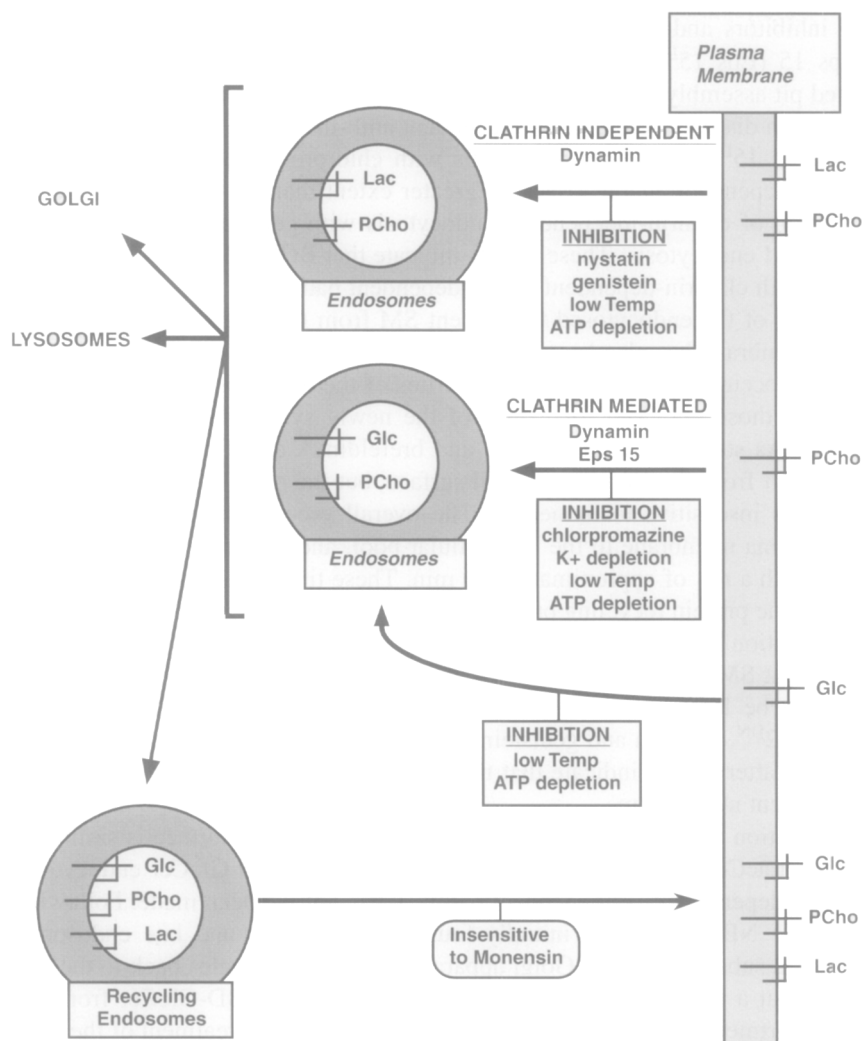 Plasma
Membrane
CLATHRIN INDEPENDENT
Dynamin
Lac
PCho
Lac
PCho
GOLGI
INHIBITION
nystatin
genistein
low Temp
ATP depletion
Endosomes
LYSOSOMES
CLATHRIN MEDIATED
Dynamin
Eps 15
Glc
PCho
PCho
INHIBITION
chlorpromazine
K+ depletion
low Temp
ATP depletion
Endosomes
Glc
INHIBITION
low Temp
ATP depletion
Glc
PCho
Lac
Glc
PCho
Lac
Insensitive
to Monensin
Recycling
Endosomes